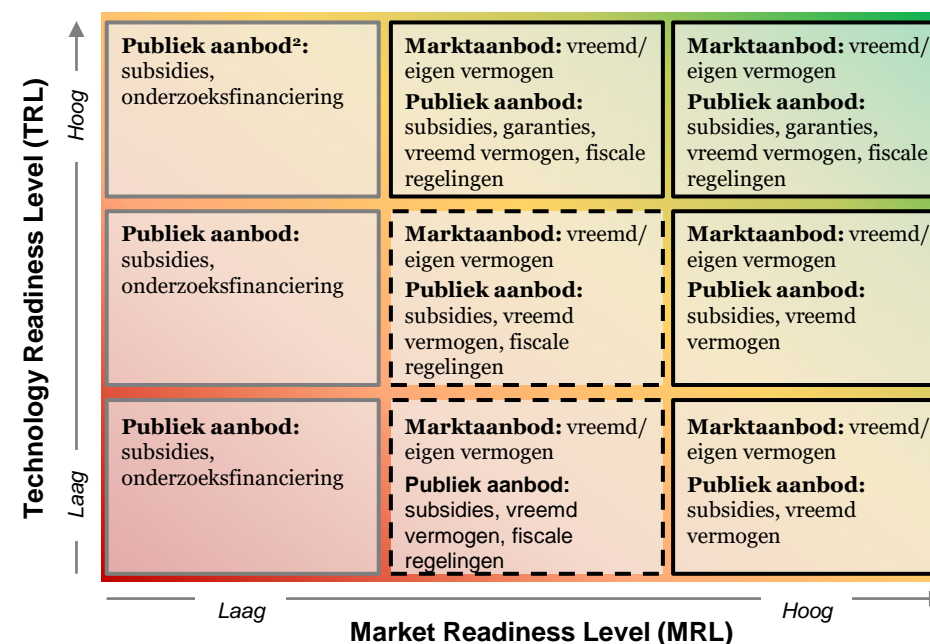 Technology Readiness Level (TRL)
Hoog
Laag
Publiek aanbod²:
subsidies,
onderzoeksfinanciering
Marktaanbod: vreemd/
eigen vermogen
Publiek aanbod:
subsidies, garanties,
vreemd vermogen, fiscale
regelingen
Marktaanbod: vreemd/
eigen vermogen
Publiek aanbod:
subsidies, garanties,
vreemd vermogen, fiscale
regelingen
Publiek aanbod:
subsidies,
onderzoeksfinanciering
Marktaanbod: vreemd/
eigen vermogen
Publiek aanbod:
subsidies, vreemd
vermogen, fiscale
regelingen
Marktaanbod: vreemd/
eigen vermogen
Publiek aanbod:
subsidies, vreemd
vermogen
Publiek aanbod:
subsidies,
onderzoeksfinanciering
Marktaanbod: vreemd/
eigen vermogen
Publiek aanbod:
subsidies, vreemd
vermogen, fiscale
regelingen
Marktaanbod: vreemd/
eigen vermogen
Publiek aanbod:
subsidies, vreemd
vermogen
Laag
Hoog
Market Readiness Level (MRL)